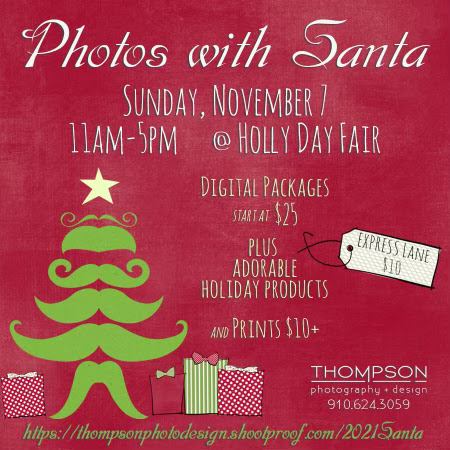 Photos with Santa
Sunday, November 7
11am-5pm @ Holly Day Fair
Digital Packages
start at $25
plus
adorable
holiday products
and Prints $10+
Express Lane
$10
THOMPSON
photography + design
910.624.3059
https://thompsonphotodesign.shootproof.com/2021Santa